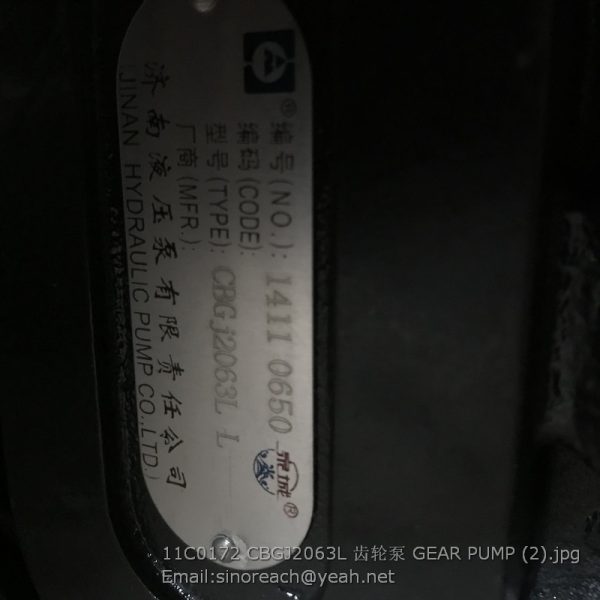 ®
编号(NO.): 1411 0650
编码(CODE):
型号(TYPE): CBGj2063L L
厂商(MFR.):
济南液压泵有限责任公司
(JINAN HYDRAULIC PUMP CO.,LTD.)
泉城®
11C0172 CBGJ2063L 齿轮泵 GEAR PUMP (2).jpg
Email:sinoreach@yeah.net